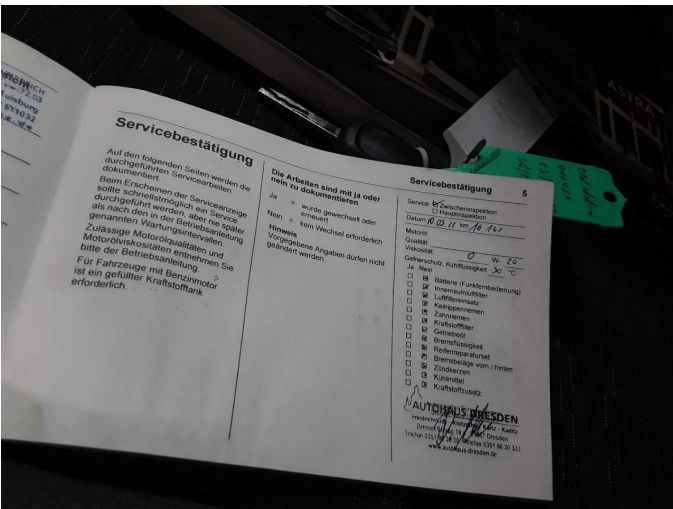 Servicebestätigung
Auf den folgenden Seiten werden die
durchgeführten Servicearbeiten
dokumentiert.
Beim Erscheinen der Serviceanzeige
sollte schnellstmöglich ein Service
durchgeführt werden, aber nie später
als nach den in der Betriebsanleitung
genannten Wartungsintervallen.
Zulässige Motorölqualitäten und
Motorölviskositäten entnehmen Sie
bitte der Betriebsanleitung.
Für Fahrzeuge mit Benzinmotor
ist ein gefüllter Kraftstofftank
erforderlich.
Die Arbeiten sind mit ja oder
nein zu dokumentieren
Ja = wurde gewechselt oder
erneuert
Nein = kein Wechsel erforderlich
Hinweis
Vorgegebene Angaben dürfen nicht
geändert werden.
Servicebestätigung 5
Service: Zwischeninspektion
Hauptinspektion
Datum km
Motoröl
Qualität:
Viskosität: 0 W- 20
Gefrierschutz, Kühlflüssigkeit °C
Ja Nein
Batterie (Funkfernbedienung)
Innenraumluftfilter
Luftfiltereinsatz
Keilrippenriemen
Zahnriemen
Kraftstofffilter
Getriebeöl
Bremsflüssigkeit
Reifenreparaturset
Bremsbeläge vorn / hinten
Zündkerzen
Kühlmittel
Kraftstoffzusatz
AUTOHAUS DRESDEN
Dresden
www.autohaus-dresden.de
ASTRA